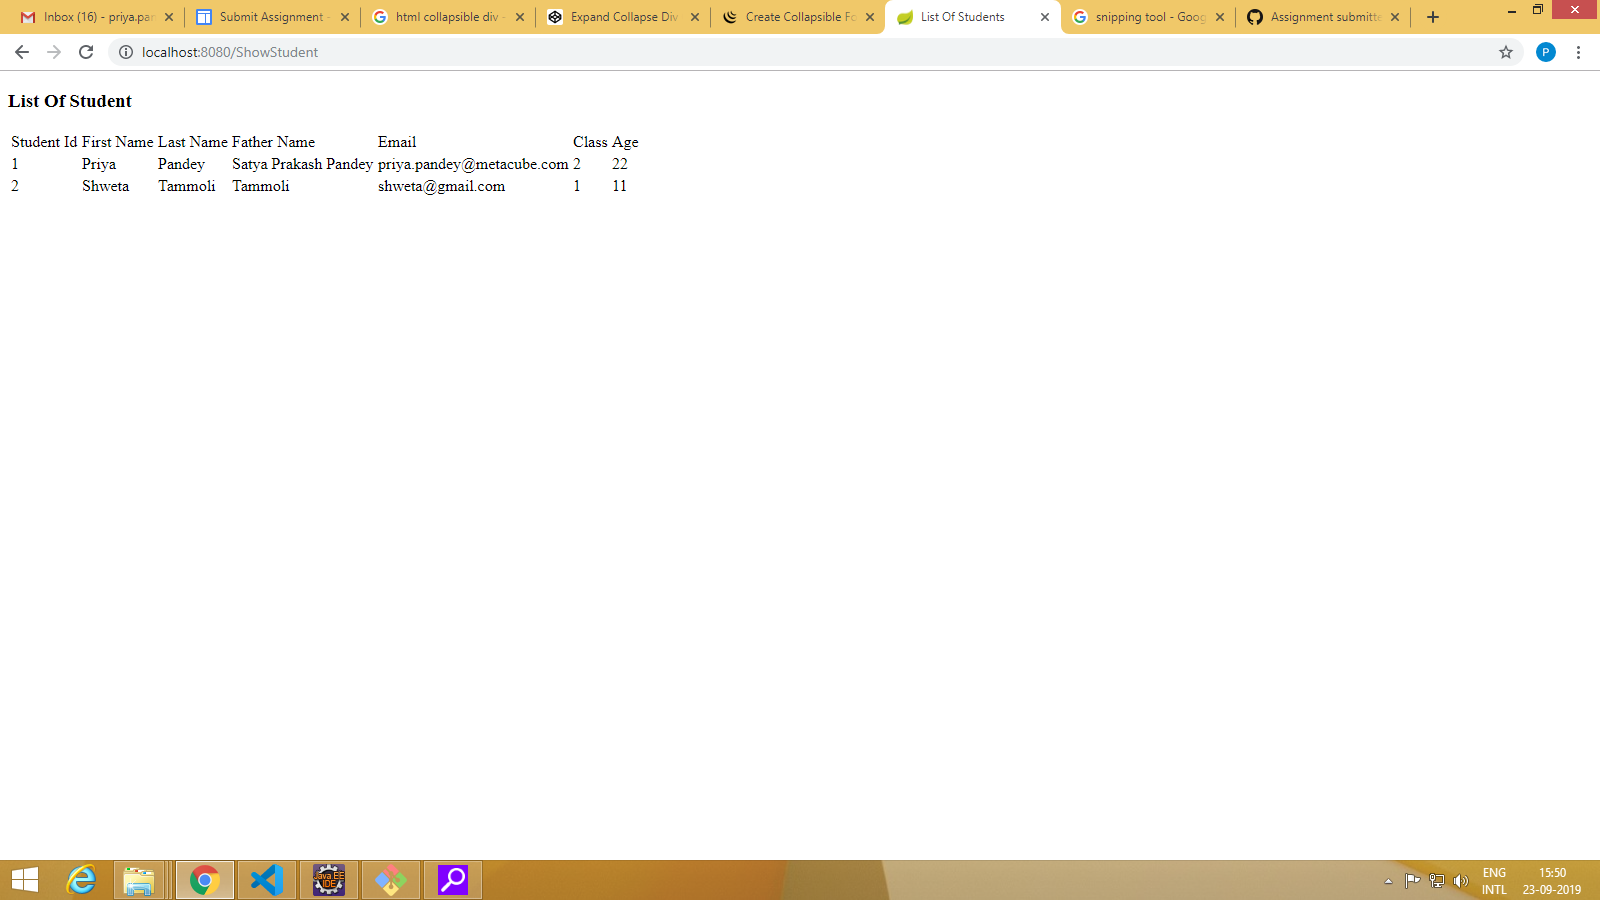 Inbox (16) - priya.pan
Submit Assignment -
html collapsible div -
Expand Collapse Div
Create Collapsible Fo
List Of Students
snipping tool - Goog
Assignment submitte
localhost:8080/ShowStudent
P
List Of Student
Student Id First Name Last Name Father Name Email Class Age
1 Priya Pandey Satya Prakash Pandey priya.pandey@metacube.com 2 22
2 Shweta Tammoli Tammoli shweta@gmail.com 1 11
Java EE
IDE
ENG
INTL
15:50
23-09-2019